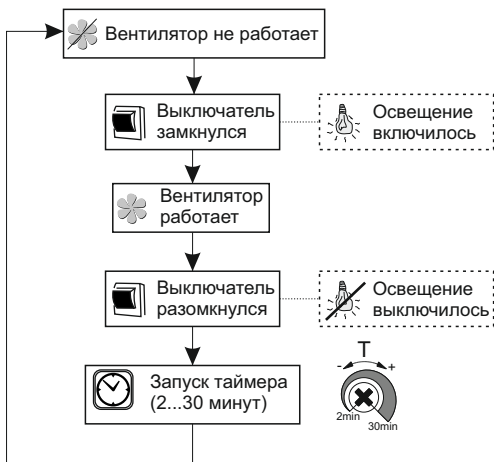 Вентилятор не работает
Выключатель
замкнулся
Освещение
включилось
Вентилятор
работает
Выключатель
разомкнулся
Освещение
выключилось
Запуск таймера
(2...30 минут)
T
- +
2min
30min